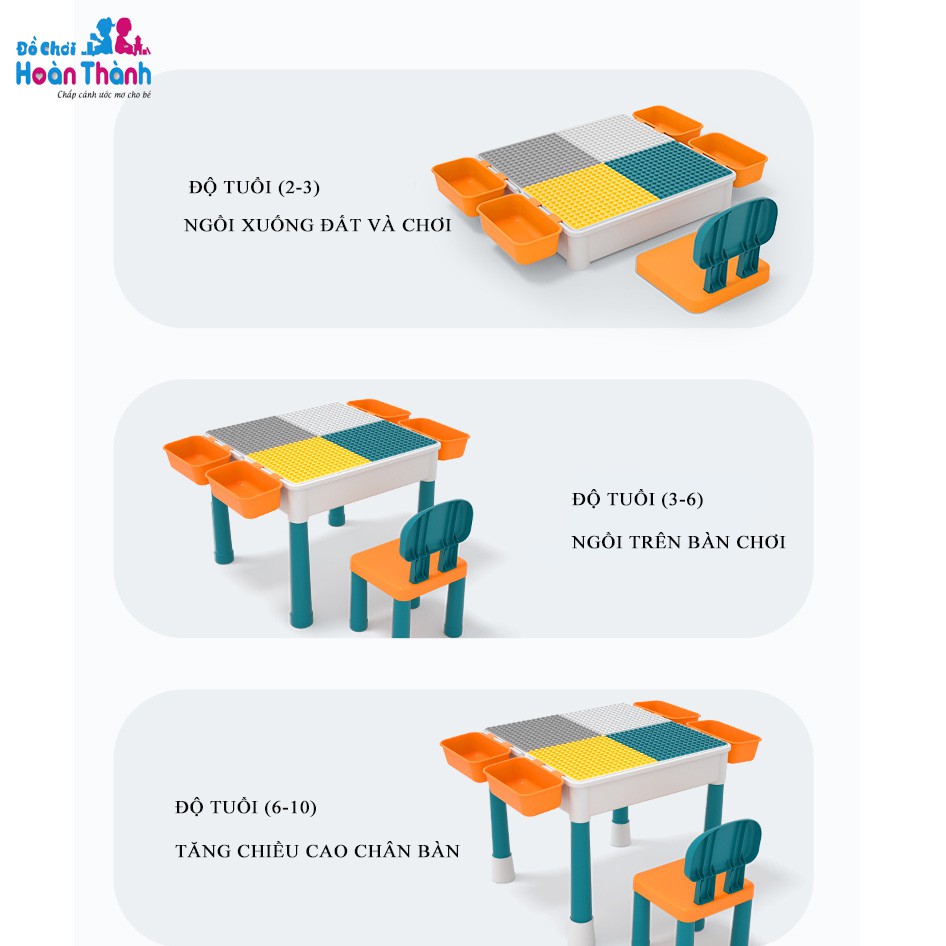 Đồ Chơi
Hoàn Thành
Chắp cánh ước mơ cho bé
ĐỘ TUỔI (2-3)
NGỒI XUỐNG ĐẤT VÀ CHƠI
ĐỘ TUỔI (3-6)
NGỒI TRÊN BÀN CHƠI
ĐỘ TUỔI (6-10)
TĂNG CHIỀU CAO CHÂN BÀN